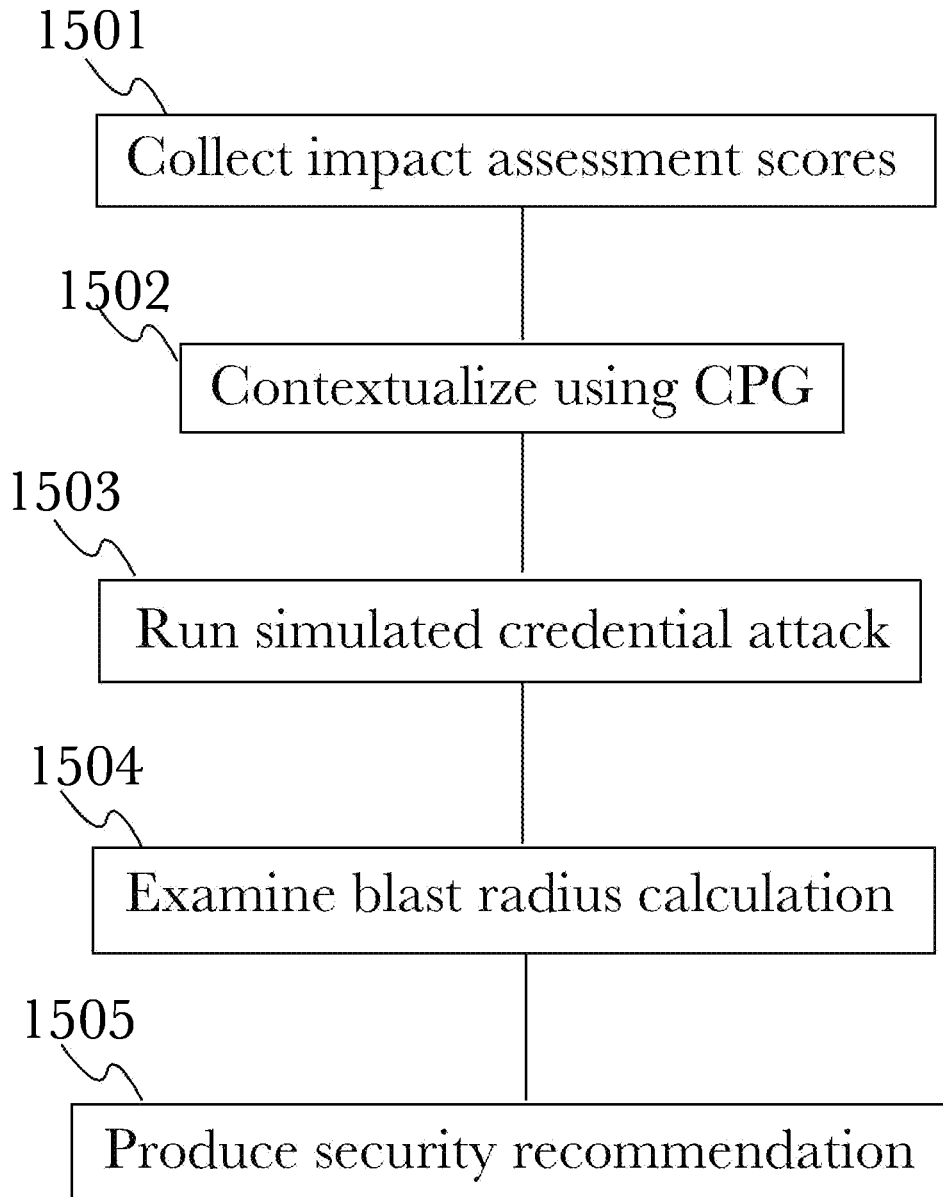 1501
Collect impact assessment scores
1502
Contextualize using CPG
1503
Run simulated credential attack
1504
Examine blast radius calculation
1505
Produce security recommendation